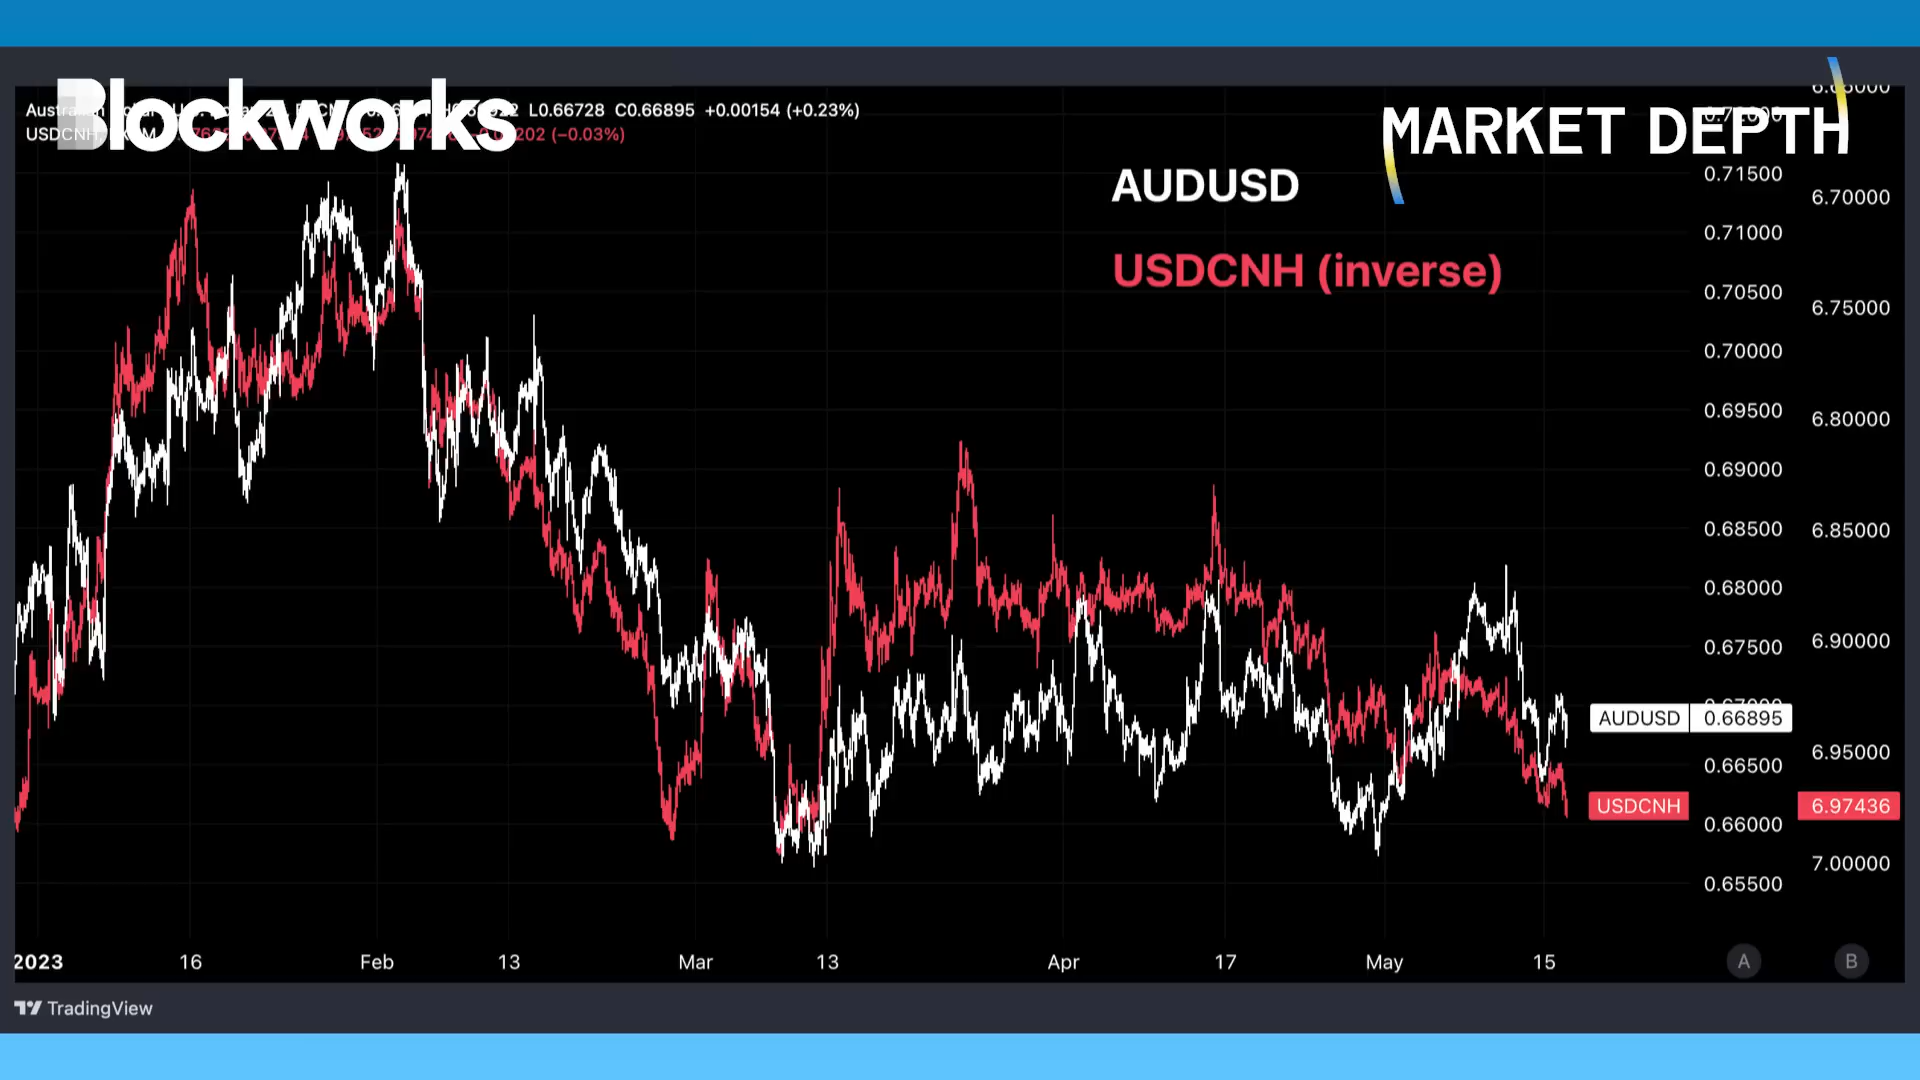 Blockworks
MARKET DEPTH
L0.66728 C0.66895 +0.00154 (+0.23%)
USDCNH, (−0.03%)
AUDUSD
USDCNH (inverse)
0.71500
0.71000
0.70500
0.70000
0.69500
0.69000
0.68500
0.68000
0.67500
AUDUSD 0.66895
0.66500
0.66000
0.65500
6.70000
6.75000
6.80000
6.85000
6.90000
6.95000
USDCNH 6.97436
7.00000
2023 16 Feb 13 Mar 13 Apr 17 May 15 A B
TradingView